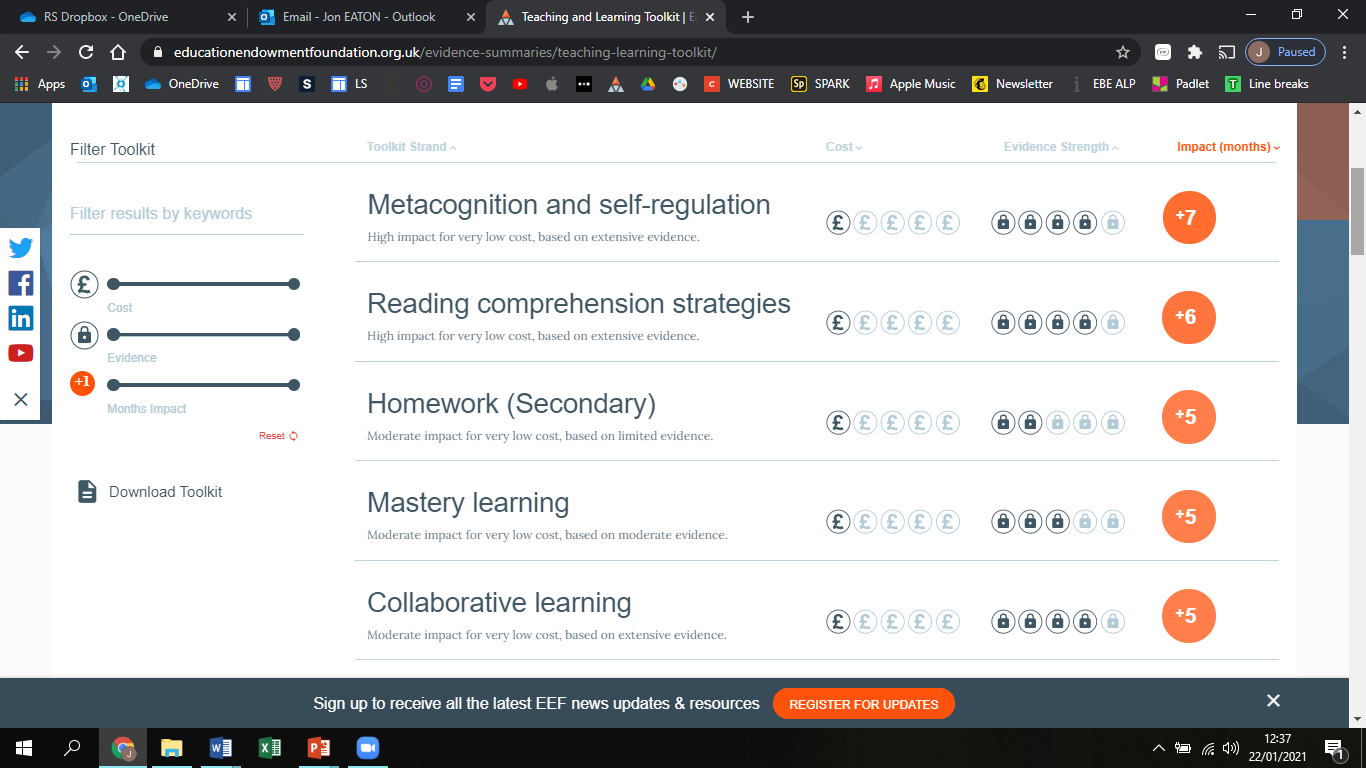 RS Dropbox - OneDrive
Email - Jon EATON - Outlook
Teaching and Learning Toolkit | E
educationendowmentfoundation.org.uk/evidence-summaries/teaching-learning-toolkit/
J Paused
Apps OneDrive S LS WEBSITE Sp SPARK Apple Music Newsletter EBE ALP Padlet T Line breaks
Filter Toolkit
Filter results by keywords
£
Cost
Evidence
+1
Months Impact
Reset
Download Toolkit
Toolkit Strand Cost Evidence Strength Impact (months)
Metacognition and self-regulation £ £ £ £ £ +7
High impact for very low cost, based on extensive evidence.
Reading comprehension strategies £ £ £ £ £ +6
High impact for very low cost, based on extensive evidence.
Homework (Secondary) £ £ £ £ £ +5
Moderate impact for very low cost, based on limited evidence.
Mastery learning £ £ £ £ £ +5
Moderate impact for very low cost, based on moderate evidence.
Collaborative learning £ £ £ £ £ +5
Moderate impact for very low cost, based on extensive evidence.
Sign up to receive all the latest EEF news updates & resources REGISTER FOR UPDATES
12:37
22/01/2021
1